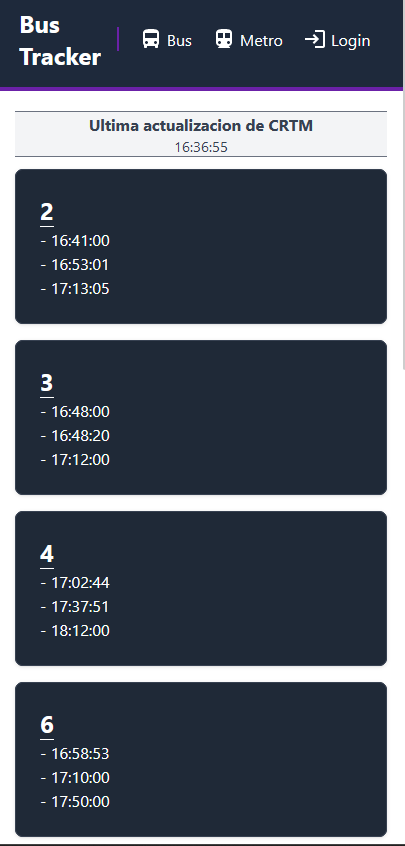 Bus
Tracker
Bus
Metro
Login
Ultima actualizacion de CRTM
16:36:55
2
- 16:41:00
- 16:53:01
- 17:13:05
3
- 16:48:00
- 16:48:20
- 17:12:00
4
- 17:02:44
- 17:37:51
- 18:12:00
6
- 16:58:53
- 17:10:00
- 17:50:00